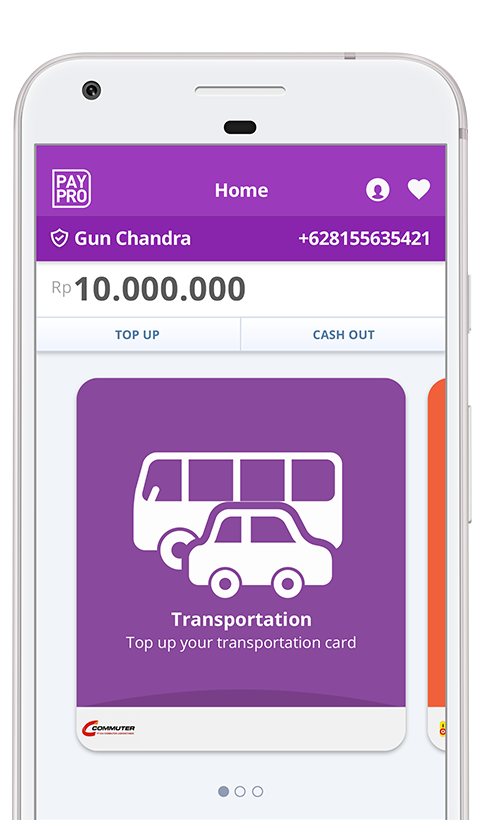 PAY
PRO
Home
Gun Chandra
+628155635421
Rp 10.000.000
TOP UP
CASH OUT
Transportation
Top up your transportation card
COMMUTER